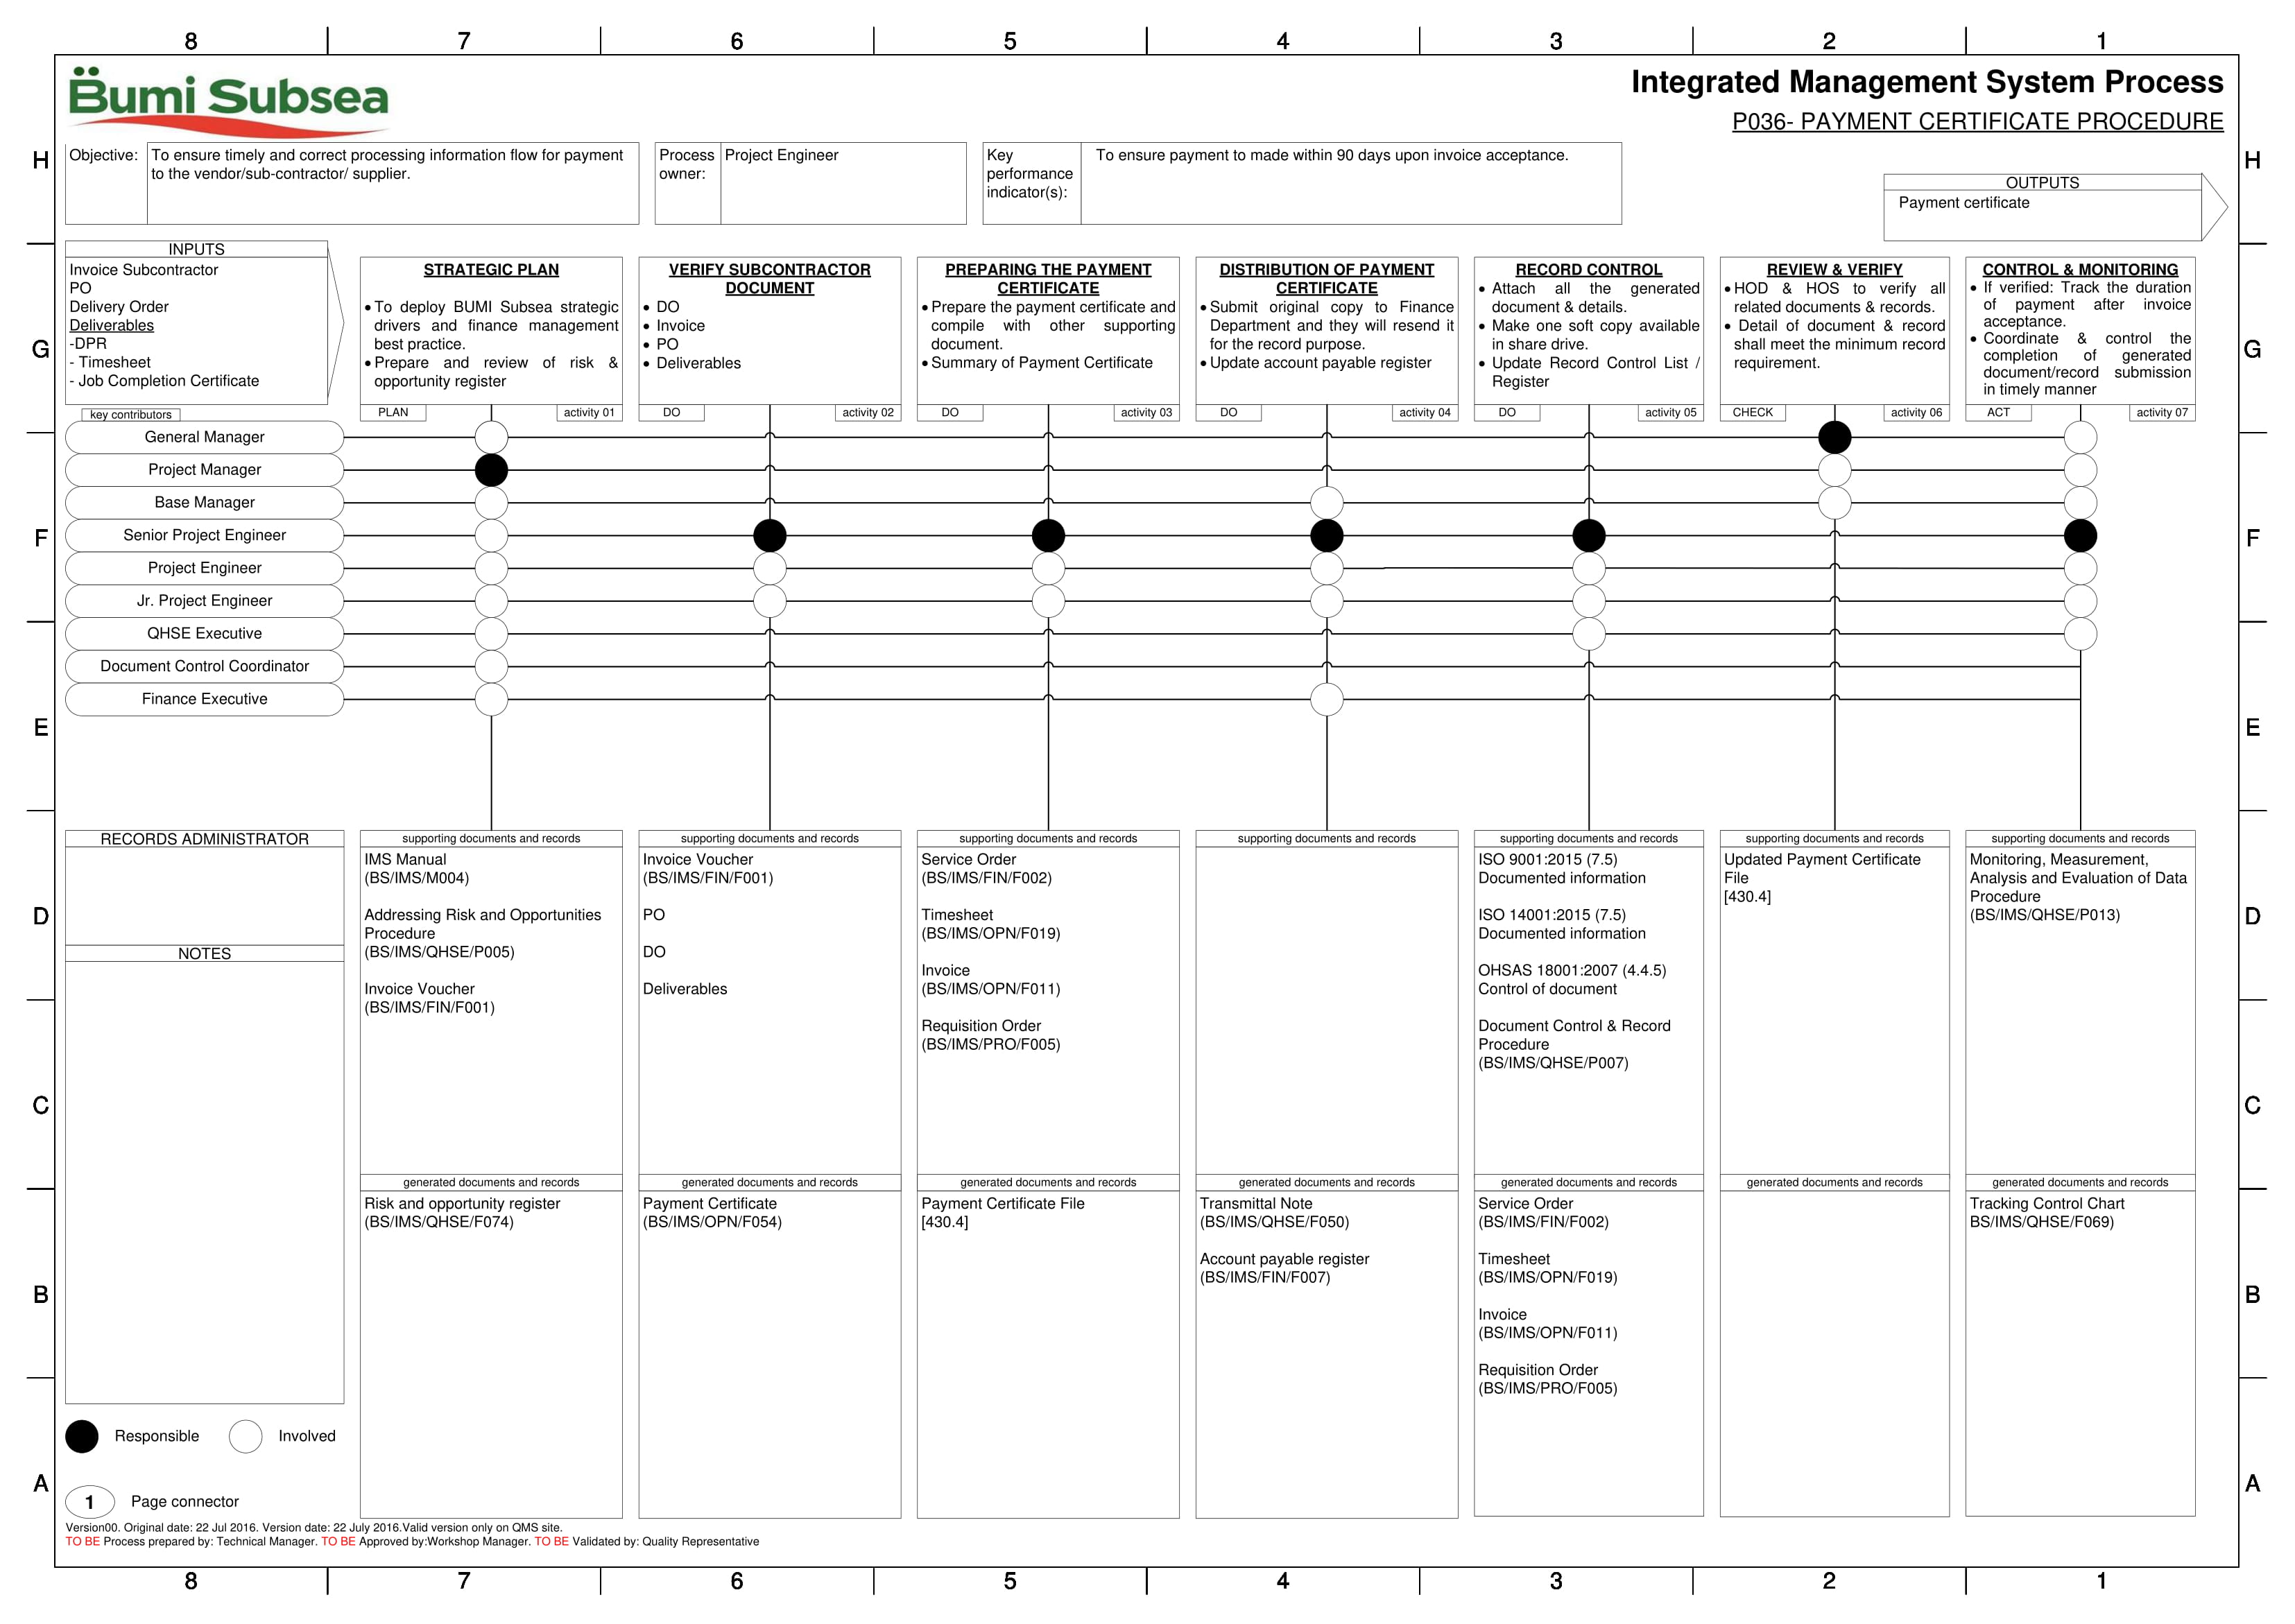 8 7 6 5 4 3 2 1
Bumi Subsea
Integrated Management System Process
P036- PAYMENT CERTIFICATE PROCEDURE
H
H
Objective:
To ensure timely and correct processing information flow for payment
to the vendor/sub-contractor/ supplier.
Process
owner:
Project Engineer
Key
performance
indicator(s):
To ensure payment to made within 90 days upon invoice acceptance.
OUTPUTS
Payment certificate
INPUTS
Invoice Subcontractor
PO
Delivery Order
Deliverables
-DPR
- Timesheet
- Job Completion Certificate
G
G
STRATEGIC PLAN
•To deploy BUMI Subsea strategic
drivers and finance management
best practice.
•Prepare and review of risk &
opportunity register
PLAN
activity 01
VERIFY SUBCONTRACTOR
DOCUMENT
• DO
• Invoice
• PO
• Deliverables
DO
activity 02
PREPARING THE PAYMENT
CERTIFICATE
•Prepare the payment certificate and
compile with other supporting
document.
•Summary of Payment Certificate
DO
activity 03
DISTRIBUTION OF PAYMENT
CERTIFICATE
•Submit original copy to Finance
Department and they will resend it
for the record purpose.
•Update account payable register
DO
activity 04
RECORD CONTROL
• Attach all the generated
document & details.
• Make one soft copy available
in share drive.
• Update Record Control List /
Register
DO
activity 05
REVIEW & VERIFY
•HOD & HOS to verify all
related documents & records.
• Detail of document & record
shall meet the minimum record
requirement.
CHECK
activity 06
CONTROL & MONITORING
• If verified: Track the duration
of payment after invoice
acceptance.
• Coordinate & control the
completion of generated
document/record submission
in timely manner
ACT
activity 07
key contributors
General Manager
Project Manager
Base Manager
F
Senior Project Engineer
F
Project Engineer
Jr. Project Engineer
QHSE Executive
Document Control Coordinator
Finance Executive
E
E
RECORDS ADMINISTRATOR
NOTES
D
D
supporting documents and records
IMS Manual
(BS/IMS/M004)
Addressing Risk and Opportunities
Procedure
(BS/IMS/QHSE/P005)
Invoice Voucher
(BS/IMS/FIN/F001)
supporting documents and records
Invoice Voucher
(BS/IMS/FIN/F001)
PO
DO
Deliverables
supporting documents and records
Service Order
(BS/IMS/FIN/F002)
Timesheet
(BS/IMS/OPN/F019)
Invoice
(BS/IMS/OPN/F011)
Requisition Order
(BS/IMS/PRO/F005)
supporting documents and records
supporting documents and records
ISO 9001:2015 (7.5)
Documented information
ISO 14001:2015 (7.5)
Documented information
OHSAS 18001:2007 (4.4.5)
Control of document
Document Control & Record
Procedure
(BS/IMS/QHSE/P007)
supporting documents and records
Updated Payment Certificate
File
[430.4]
supporting documents and records
Monitoring, Measurement,
Analysis and Evaluation of Data
Procedure
(BS/IMS/QHSE/P013)
C
C
generated documents and records
Risk and opportunity register
(BS/IMS/QHSE/F074)
generated documents and records
Payment Certificate
(BS/IMS/OPN/F054)
generated documents and records
Payment Certificate File
[430.4]
generated documents and records
Transmittal Note
(BS/IMS/QHSE/F050)
Account payable register
(BS/IMS/FIN/F007)
generated documents and records
Service Order
(BS/IMS/FIN/F002)
Timesheet
(BS/IMS/OPN/F019)
Invoice
(BS/IMS/OPN/F011)
Requisition Order
(BS/IMS/PRO/F005)
generated documents and records
generated documents and records
Tracking Control Chart
BS/IMS/QHSE/F069)
B
B
Responsible
Involved
A
A
1
Page connector
Version00. Original date: 22 Jul 2016. Version date: 22 July 2016.Valid version only on QMS site.
TO BE Process prepared by: Technical Manager. TO BE Approved by:Workshop Manager. TO BE Validated by: Quality Representative
8 7 6 5 4 3 2 1